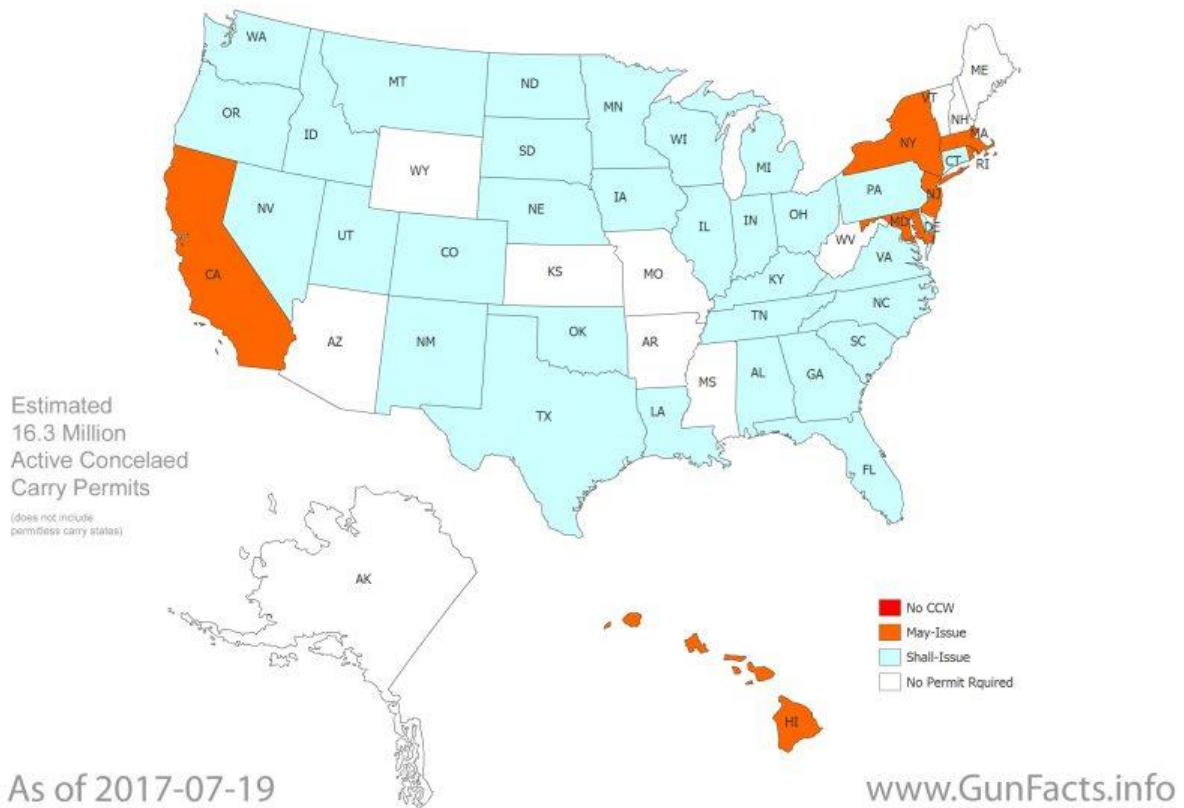 WA
MT
ND
MN
ME
VT
NH
OR
ID
SD
WI
MI
NY
MA
CT
RI
WY
IA
PA
NJ
NV
NE
IL
IN
OH
MD
DE
UT
CO
WV
VA
KS
MO
KY
CA
NC
TN
AZ
NM
OK
AR
SC
MS
AL
GA
TX
LA
FL
Estimated
16.3 Million
Active Concelaed
Carry Permits
(does not include
permitless carry states)
AK
HI
No CCW
May-Issue
Shall-Issue
No Permit Rquired
As of 2017-07-19
www.GunFacts.info